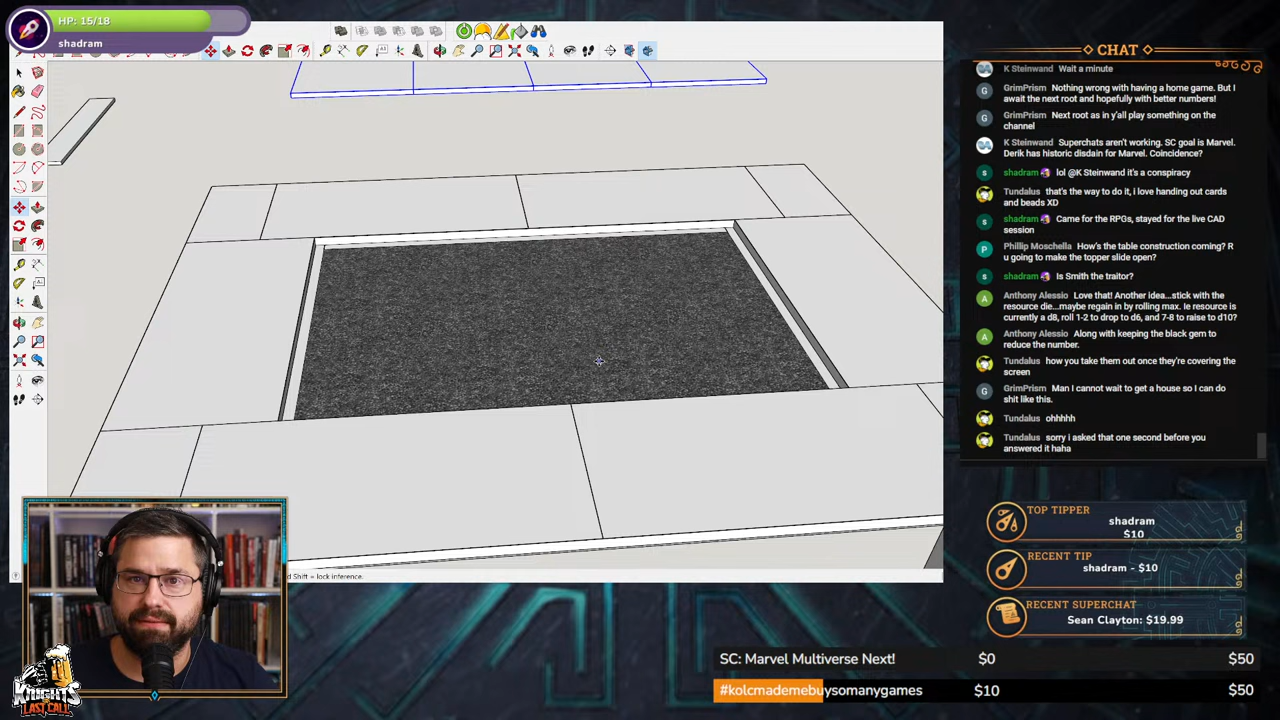 HP: 15/18
shadram
d Shift = lock inference.
KNIGHTS
OF
LAST CALL
CHAT
K Steinwand Wait a minute
GrimPrism Nothing wrong with having a home game. But I
await the next root and hopefully with better numbers!
GrimPrism Next root as in y'all play something on the
channel
K Steinwand Superchats aren't working. SC goal is Marvel.
Derik has historic disdain for Marvel. Coincidence?
shadram lol @K Steinwand it's a conspiracy
Tundalus that's the way to do it, i love handing out cards
and beads XD
shadram Came for the RPGs, stayed for the live CAD
session
Phillip Moschella How's the table construction coming? R
u going to make the topper slide open?
shadram Is Smith the traitor?
Anthony Alessio Love that! Another idea...stick with the
resource die...maybe regain in by rolling max. Ie resource is
currently a d8, roll 1-2 to drop to d6, and 7-8 to raise to d10?
Anthony Alessio Along with keeping the black gem to
reduce the number.
Tundalus how you take them out once they're covering the
screen
GrimPrism Man I cannot wait to get a house so I can do
shit like this.
Tundalus ohhhhh
Tundalus sorry i asked that one second before you
answered it haha
TOP TIPPER
shadram
$10
RECENT TIP
shadram - $10
RECENT SUPERCHAT
Sean Clayton: $19.99
SC: Marvel Multiverse Next! $0 $50
#kolcmademebuysomanygames $10 $50